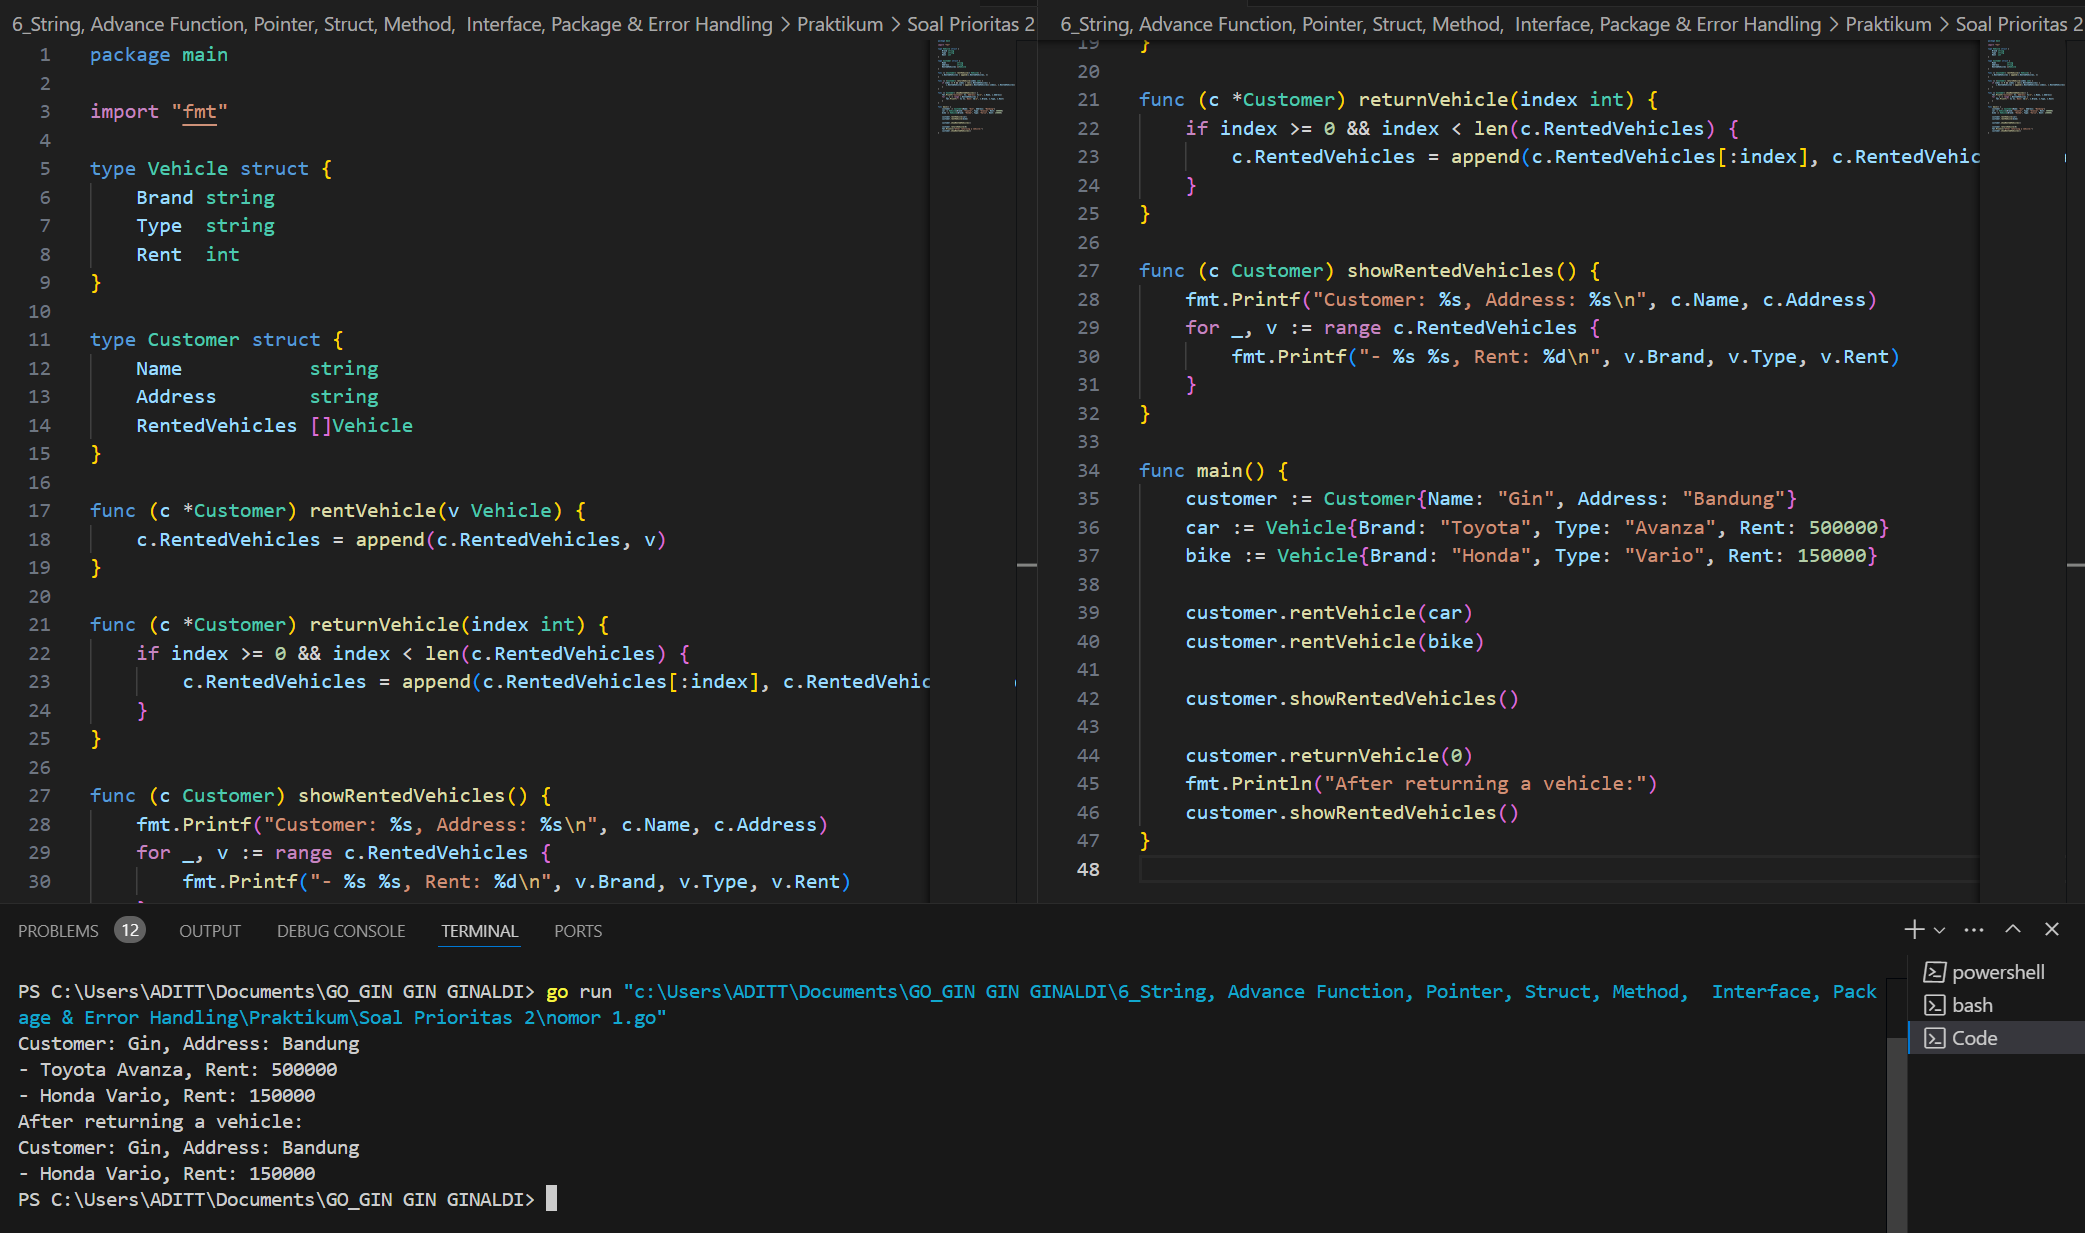 6_String, Advance Function, Pointer, Struct, Method,  Interface, Package & Error Handling > Praktikum > Soal Prioritas 2
1 package main
2
3 import "fmt"
4
5 type Vehicle struct {
6     Brand string
7     Type  string
8     Rent  int
9 }
10
11 type Customer struct {
12     Name           string
13     Address        string
14     RentedVehicles []Vehicle
15 }
16
17 func (c *Customer) rentVehicle(v Vehicle) {
18     c.RentedVehicles = append(c.RentedVehicles, v)
19 }
20
21 func (c *Customer) returnVehicle(index int) {
22     if index >= 0 && index < len(c.RentedVehicles) {
23         c.RentedVehicles = append(c.RentedVehicles[:index], c.RentedVehic
24     }
25 }
26
27 func (c Customer) showRentedVehicles() {
28     fmt.Printf("Customer: %s, Address: %s\n", c.Name, c.Address)
29     for _, v := range c.RentedVehicles {
30         fmt.Printf("- %s %s, Rent: %d\n", v.Brand, v.Type, v.Rent)
6_String, Advance Function, Pointer, Struct, Method,  Interface, Package & Error Handling > Praktikum > Soal Prioritas 2
19 }
20
21 func (c *Customer) returnVehicle(index int) {
22     if index >= 0 && index < len(c.RentedVehicles) {
23         c.RentedVehicles = append(c.RentedVehicles[:index], c.RentedVehic
24     }
25 }
26
27 func (c Customer) showRentedVehicles() {
28     fmt.Printf("Customer: %s, Address: %s\n", c.Name, c.Address)
29     for _, v := range c.RentedVehicles {
30         fmt.Printf("- %s %s, Rent: %d\n", v.Brand, v.Type, v.Rent)
31     }
32 }
33
34 func main() {
35     customer := Customer{Name: "Gin", Address: "Bandung"}
36     car := Vehicle{Brand: "Toyota", Type: "Avanza", Rent: 500000}
37     bike := Vehicle{Brand: "Honda", Type: "Vario", Rent: 150000}
38
39     customer.rentVehicle(car)
40     customer.rentVehicle(bike)
41
42     customer.showRentedVehicles()
43
44     customer.returnVehicle(0)
45     fmt.Println("After returning a vehicle:")
46     customer.showRentedVehicles()
47 }
48
PROBLEMS 12 OUTPUT DEBUG CONSOLE TERMINAL PORTS
PS C:\Users\ADITT\Documents\GO_GIN GIN GINALDI> go run "c:\Users\ADITT\Documents\GO_GIN GIN GINALDI\6_String, Advance Function, Pointer, Struct, Method,  Interface, Pack
age & Error Handling\Praktikum\Soal Prioritas 2\nomor 1.go"
Customer: Gin, Address: Bandung
- Toyota Avanza, Rent: 500000
- Honda Vario, Rent: 150000
After returning a vehicle:
Customer: Gin, Address: Bandung
- Honda Vario, Rent: 150000
PS C:\Users\ADITT\Documents\GO_GIN GIN GINALDI>
powershell
bash
Code